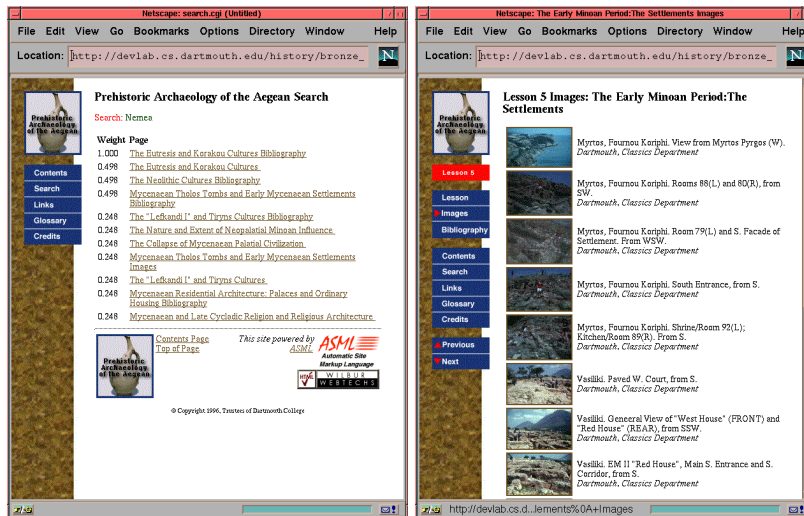 Netscape: search.cgi (Untitled)
File Edit View Go Bookmarks Options Directory Window Help
Location: http://devlab.cs.dartmouth.edu/history/bronze_
N
Prehistoric
Archaeology
of the Aegean
Contents
Search
Links
Glossary
Credits
Prehistoric Archaeology of the Aegean Search
Search: Nemea
Weight Page
1.000 The Eutresis and Korakou Cultures Bibliography
0.498 The Eutresis and Korakou Cultures
0.498 The Neolithic Cultures Bibliography
0.498 Mycenaean Tholos Tombs and Early Mycenaean Settlements
Bibliography
0.248 The "Lefkandi I" and Tiryns Cultures Bibliography
0.248 The Nature and Extent of Neopalatial Minoan Influence
0.248 The Collapse of Mycenaean Palatial Civilization
0.248 Mycenaean Tholos Tombs and Early Mycenaean Settlements
Images
0.248 The "Lefkandi I" and Tiryns Cultures
0.248 Mycenaean Residential Architecture: Palaces and Ordinary
Housing Bibliography
0.248 Mycenaean and Late Cycladic Religion and Religious Architecture
Prehistoric
Archaeology
of the Aegean
Contents Page
Top of Page
This site powered by
ASML
ASML
Automatic Site
Markup Language
HTML WILBUR
WEBTECHS
© Copyright 1996, Trustees of Dartmouth College
Netscape: The Early Minoan Period:The Settlements Images
File Edit View Go Bookmarks Options Directory Window Help
Location: http://devlab.cs.dartmouth.edu/history/bronze_
N
Prehistoric
Archaeology
of the Aegean
Lesson 5
Lesson
Images
Bibliography
Contents
Search
Links
Glossary
Credits
Previous
Next
Lesson 5 Images: The Early Minoan Period:The
Settlements
Myrtos, Fournou Koriphi. View from Myrtos Pyrgos (W).
Dartmouth, Classics Department
Myrtos, Fournou Koriphi. Rooms 88(L) and 80(R), from
SW.
Dartmouth, Classics Department
Myrtos, Fournou Koriphi. Room 79(L) and S. Facade of
Settlement. From WSW.
Dartmouth, Classics Department
Myrtos, Fournou Koriphi. South Entrance, from S.
Dartmouth, Classics Department
Myrtos, Fournou Koriphi. Shrine/Room 92(L);
Kitchen/Room 89(R). From S.
Dartmouth, Classics Department
Vasiliki. Paved W. Court, from S.
Dartmouth, Classics Department
Vasiliki. Geneeral View of "West House" (FRONT) and
"Red House" (REAR), from SSW.
Dartmouth, Classics Department
Vasiliki. EM II "Red House", Main S. Entrance and S.
Corridor, from S.
Dartmouth, Classics Department
http://devlab.cs.d...lements%0A+Images